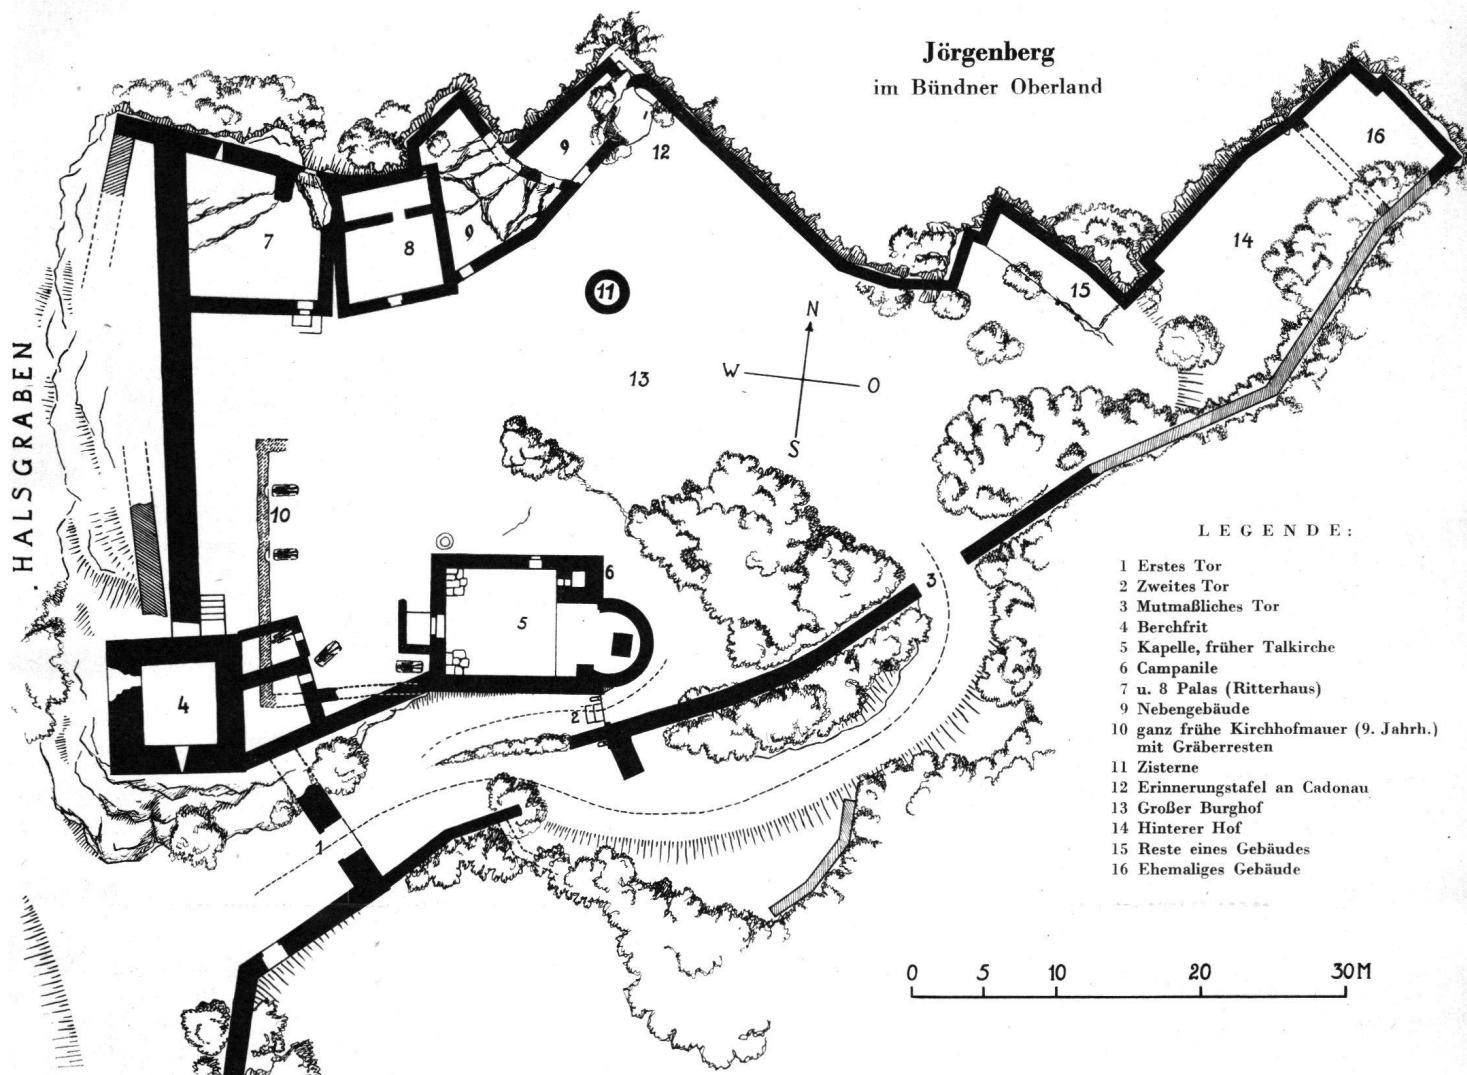 Jörgenberg
im Bündner Oberland
16
9
12
7
8
9
14
15
11
N
W
O
S
13
HALSGRABEN
10
6
5
3
4
2
1
LEGENDE:
1 Erstes Tor
2 Zweites Tor
3 Mutmaßliches Tor
4 Berchfrit
5 Kapelle, früher Talkirche
6 Campanile
7 u. 8 Palas (Ritterhaus)
9 Nebengebäude
10 ganz frühe Kirchhofmauer (9. Jahrh.)
mit Gräberresten
11 Zisterne
12 Erinnerungstafel an Cadonau
13 Großer Burghof
14 Hinterer Hof
15 Reste eines Gebäudes
16 Ehemaliges Gebäude
0 5 10 20 30 M